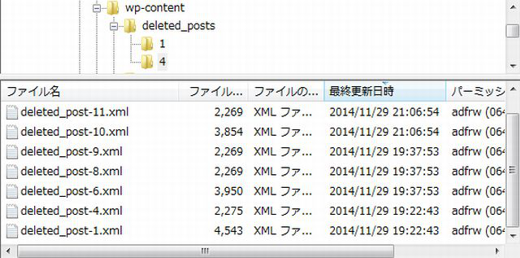 wp-content
deleted_posts
1
4
ファイル名 ファイル... ファイルの... 最終更新日時 パーミッシ
deleted_post-11.xml 2,269 XML ファ... 2014/11/29 21:06:54 adfrw (064
deleted_post-10.xml 3,854 XML ファ... 2014/11/29 21:06:54 adfrw (064
deleted_post-9.xml 2,269 XML ファ... 2014/11/29 19:37:53 adfrw (064
deleted_post-8.xml 2,269 XML ファ... 2014/11/29 19:37:53 adfrw (064
deleted_post-6.xml 3,950 XML ファ... 2014/11/29 19:37:53 adfrw (064
deleted_post-4.xml 2,275 XML ファ... 2014/11/29 19:22:43 adfrw (064
deleted_post-1.xml 4,543 XML ファ... 2014/11/29 19:22:43 adfrw (064